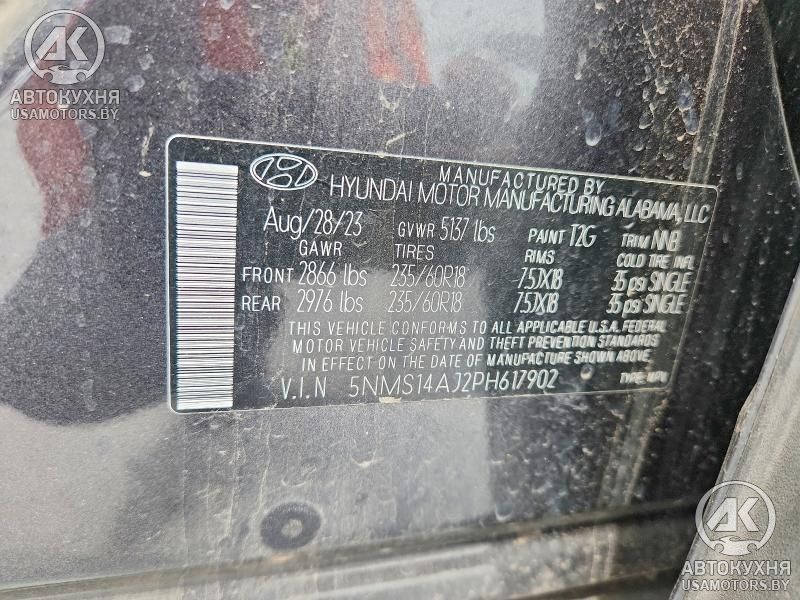 AK
АВТОКУХНЯ
USAMOTORS.BY
MANUFACTURED BY
HYUNDAI MOTOR MANUFACTURING ALABAMA, LLC
Aug/28/23 GVWR 5137 lbs PAINT T2G TRIM NNB
GAWR TIRES RIMS COLD TIRE INFL
FRONT 2866 lbs 235/60R18 7.5JX18 35 psi SINGLE
REAR 2976 lbs 235/60R18 7.5JX18 35 psi SINGLE
THIS VEHICLE CONFORMS TO ALL APPLICABLE U.S.A. FEDERAL
MOTOR VEHICLE SAFETY AND THEFT PREVENTION STANDARDS
IN EFFECT ON THE DATE OF MANUFACTURE SHOWN ABOVE.
V.I.N 5NMS14AJ2PH617902 TYPE: MPV
AK
АВТОКУХНЯ
USAMOTORS.BY